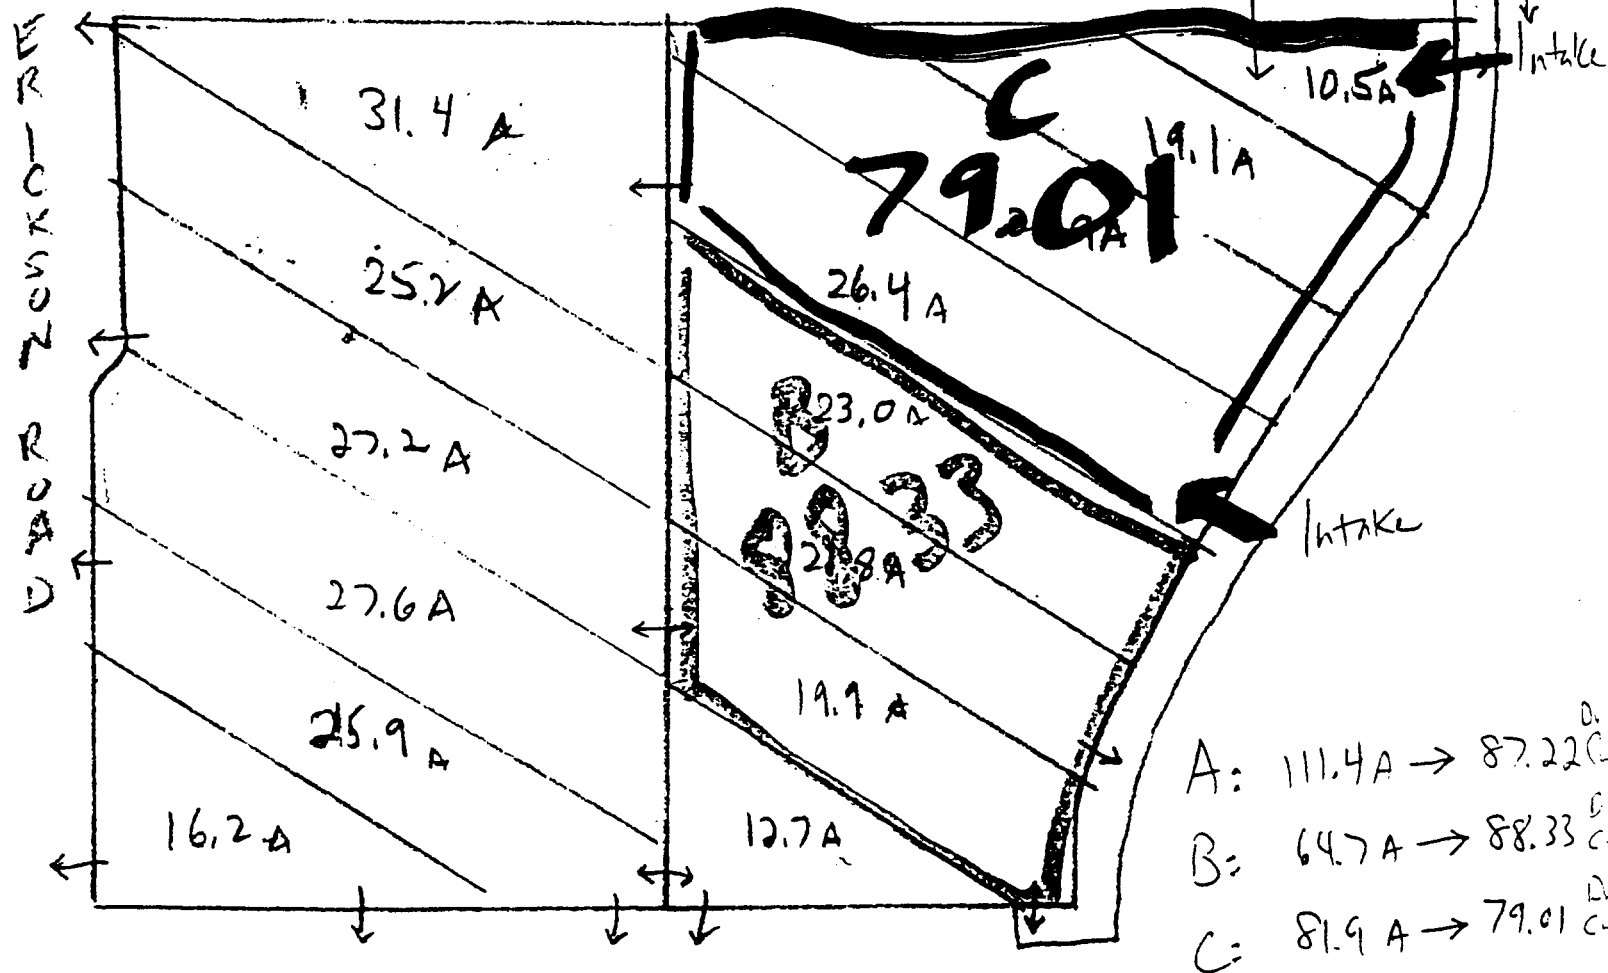 ERICKSON ROAD
31.4 A
25.2 A
27.2 A
27.6 A
25.9 A
16.2 A
C
79.01
10.5 A
19.1 A
26.4 A
Intake
B
88.33
23.0 A
19.9 A
12.7 A
Intake
A: 111.4 A → 87.22
B: 64.7 A → 88.33
C: 81.9 A → 79.01